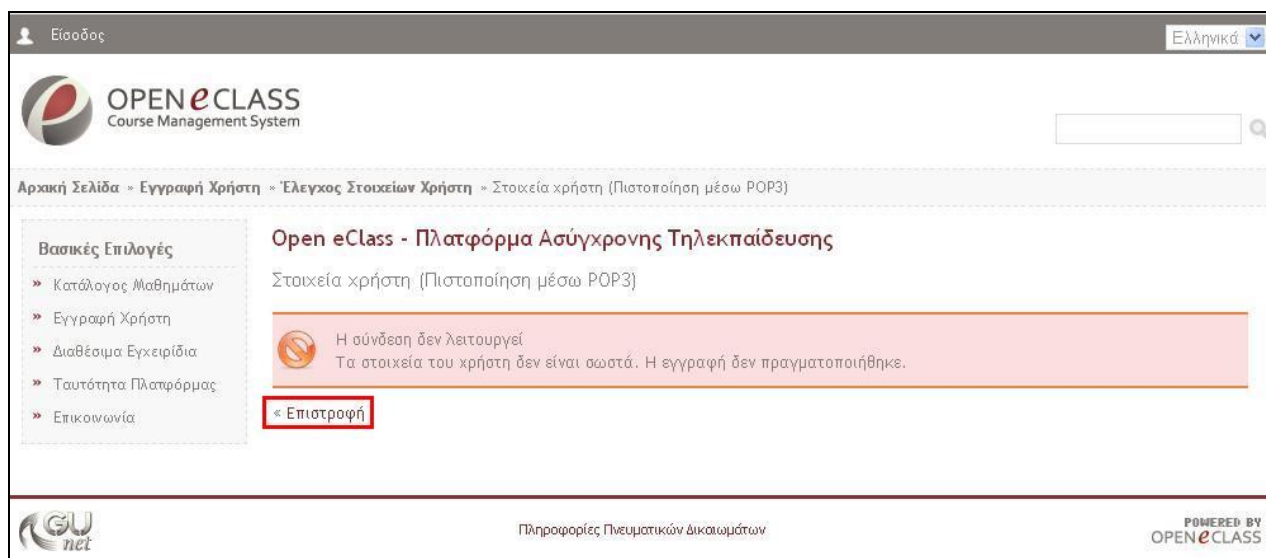 Είσοδος
Ελληνικά
OPEN eCLASS
Course Management System
Αρχική Σελίδα » Εγγραφή Χρήστη » Έλεγχος Στοιχείων Χρήστη » Στοιχεία χρήστη (Πιστοποίηση μέσω POP3)
Βασικές Επιλογές
» Κατάλογος Μαθημάτων
» Εγγραφή Χρήστη
» Διαθέσιμα Εγχειρίδια
» Ταυτότητα Πλατφόρμας
» Επικοινωνία
Open eClass - Πλατφόρμα Ασύγχρονης Τηλεκπαίδευσης
Στοιχεία χρήστη (Πιστοποίηση μέσω POP3)
Η σύνδεση δεν λειτουργεί
Τα στοιχεία του χρήστη δεν είναι σωστά. Η εγγραφή δεν πραγματοποιήθηκε.
« Επιστροφή
GU
net
Πληροφορίες Πνευματικών Δικαιωμάτων
POWERED BY
OPEN eCLASS